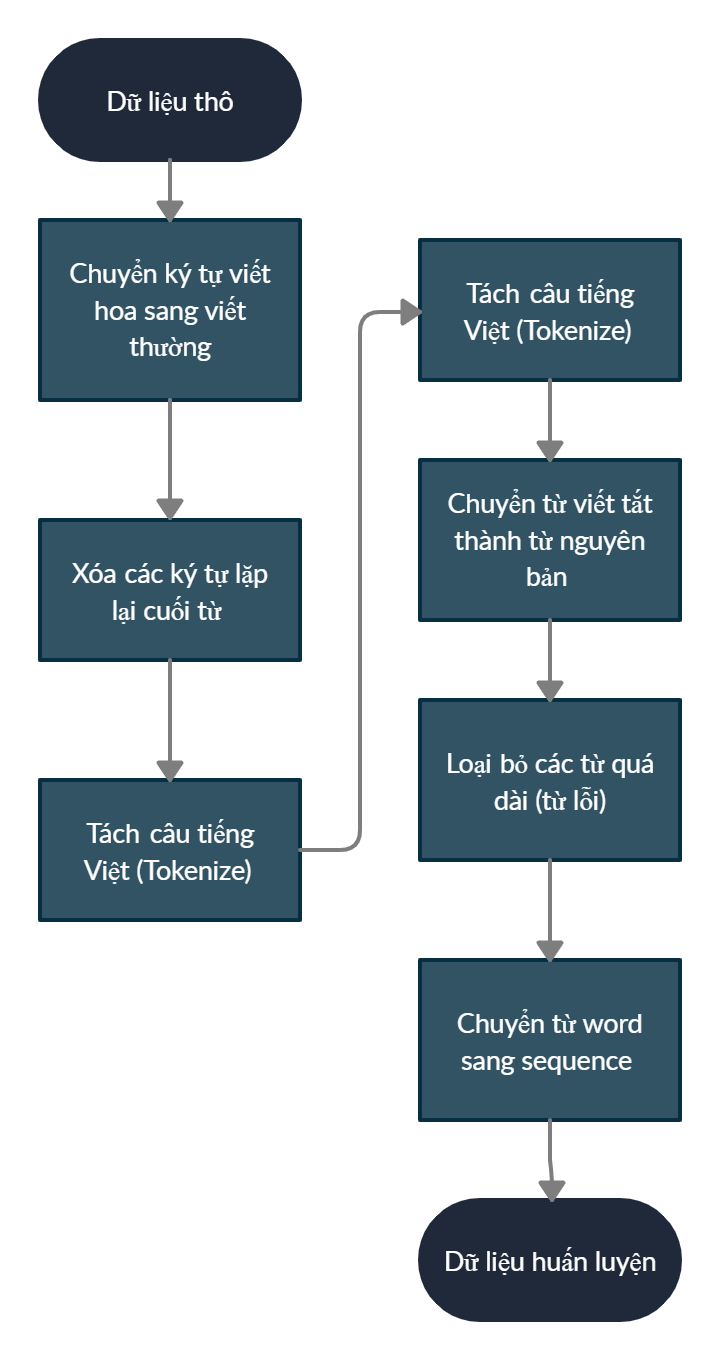 Dữ liệu thô
Chuyển ký tự viết
hoa sang viết
thường
Xóa các ký tự lặp
lại cuối từ
Tách câu tiếng
Việt (Tokenize)
Tách câu tiếng
Việt (Tokenize)
Chuyển từ viết tắt
thành từ nguyên
bản
Loại bỏ các từ quá
dài (từ lỗi)
Chuyển từ word
sang sequence
Dữ liệu huấn luyện